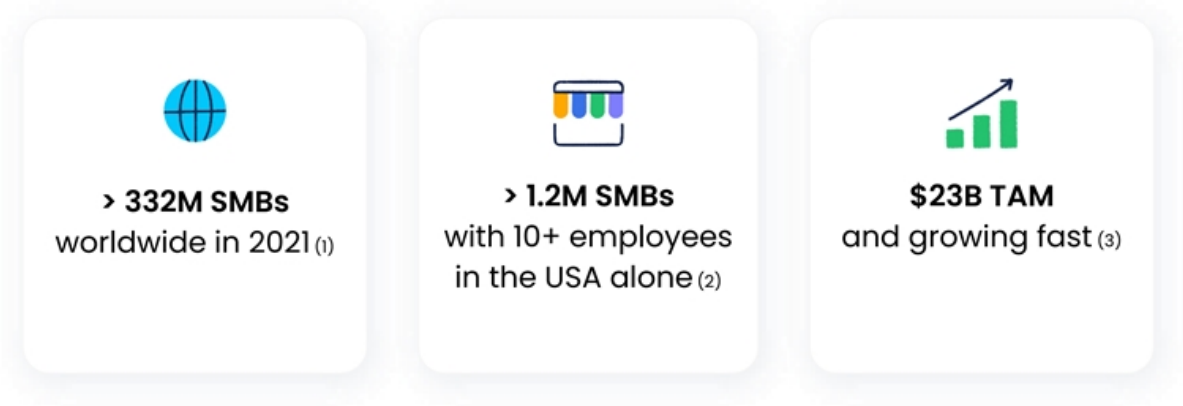 > 332M SMBs
worldwide in 2021 (1)
> 1.2M SMBs
with 10+ employees
in the USA alone (2)
$23B TAM
and growing fast (3)